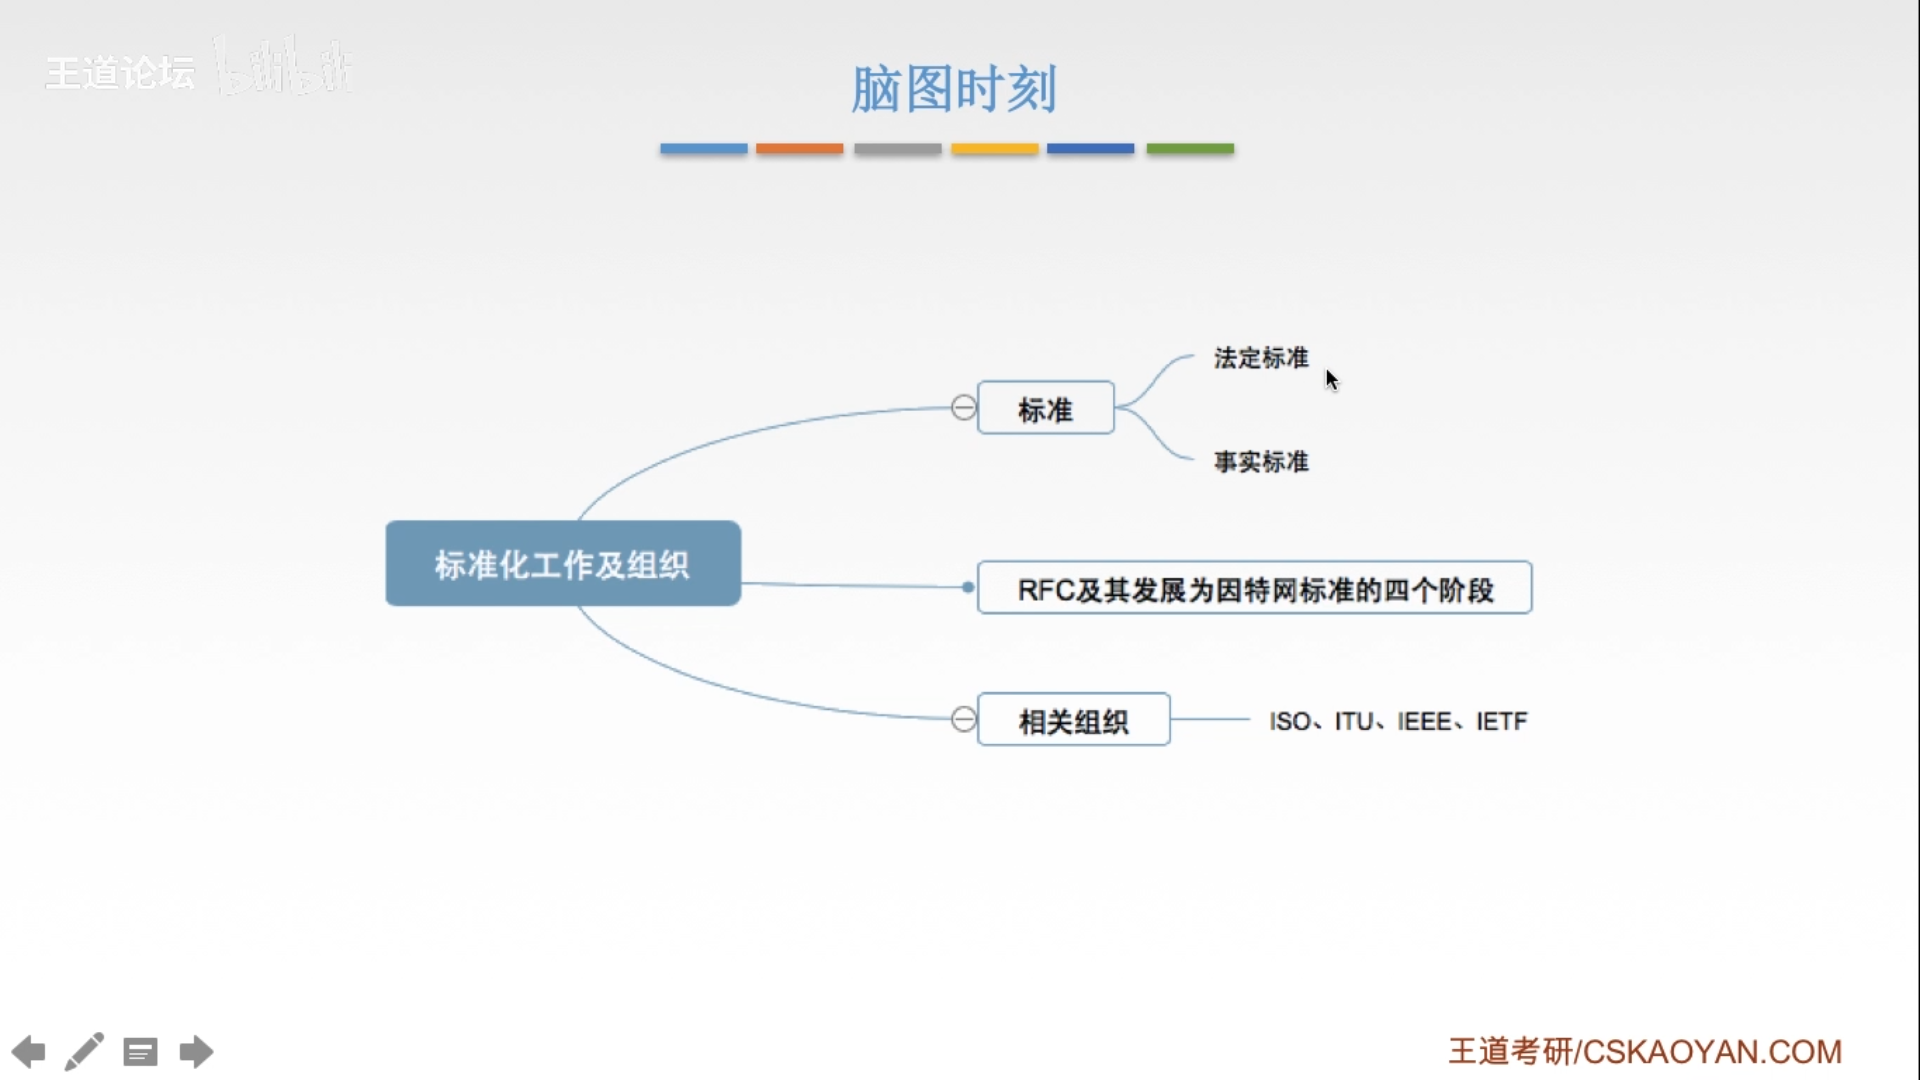 王道论坛 bilibili
脑图时刻
法定标准
标准
事实标准
标准化工作及组织
RFC及其发展为因特网标准的四个阶段
相关组织
ISO、ITU、IEEE、IETF
王道考研/CSKAOYAN.COM